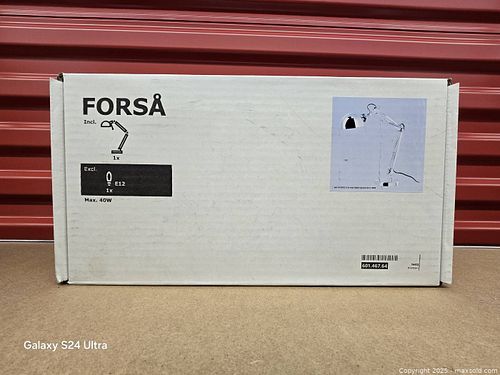 FORSÅ
Incl.
1x
Excl.
E12
1x
Max. 40W
601.467.64
Galaxy S24 Ultra
Copyright 2025 - maxsold.com